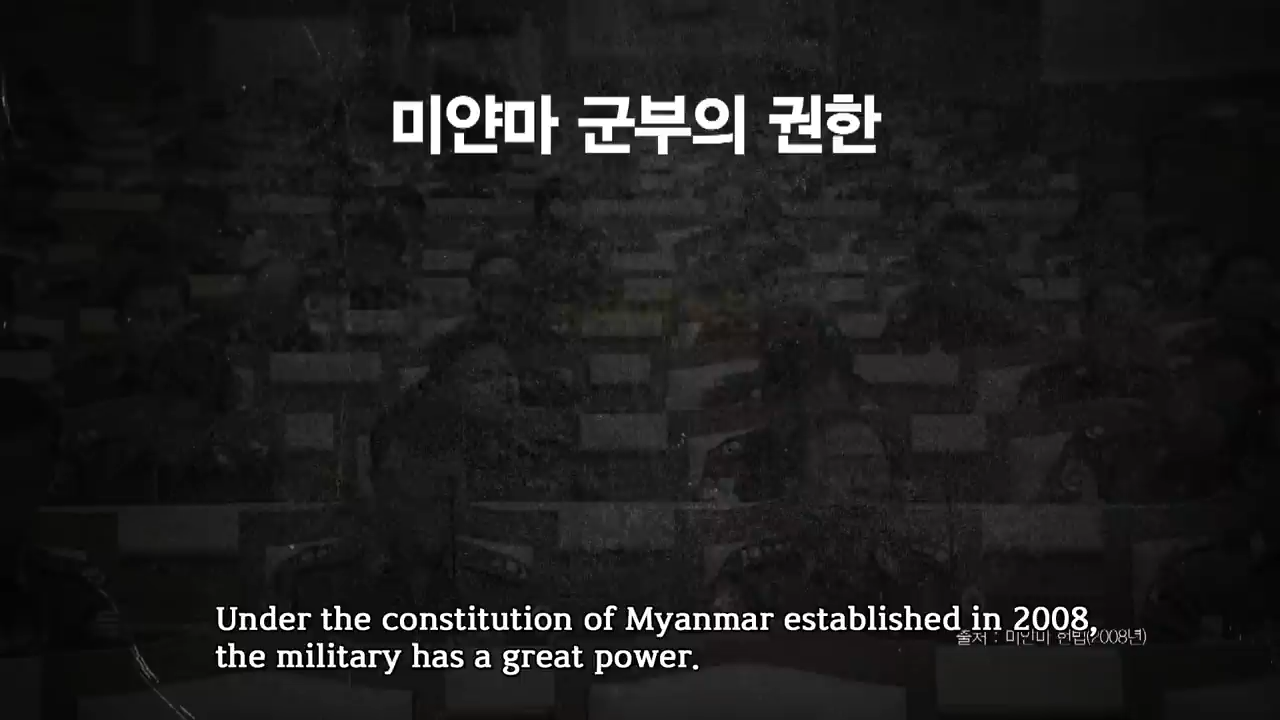 미얀마 군부의 권한
Under the constitution of Myanmar established in 2008,
출처 : 미얀마 헌법(2008년)
the military has a great power.